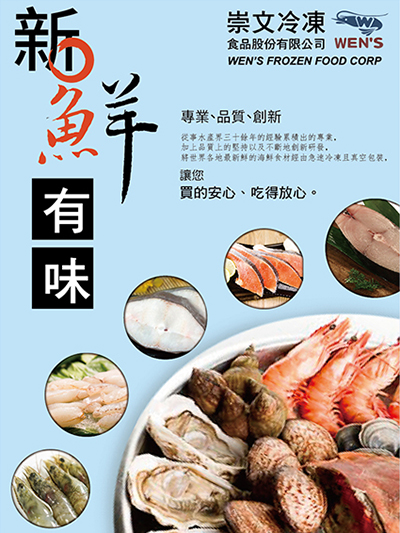 新
鮮
有
味
崇文冷凍
食品股份有限公司
W
WEN'S
WEN'S FROZEN FOOD CORP
專業、品質、創新
從事水產界三十餘年的經驗累積出的專業,
加上品質上的堅持以及不斷地創新研發,
將世界各地最新鮮的海鮮食材經由急速冷凍且真空包裝,
讓您
買的安心、吃得放心。